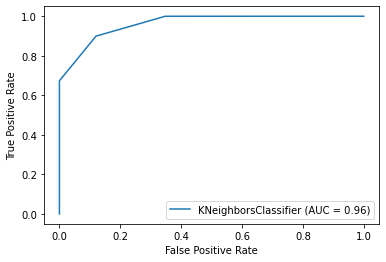 1.0
0.8
0.6
0.4
0.2
0.0
True Positive Rate
KNeighborsClassifier (AUC = 0.96)
0.0 0.2 0.4 0.6 0.8 1.0
False Positive Rate